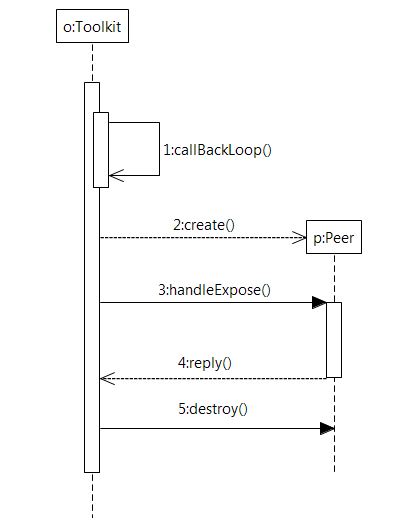 o:Toolkit
1:callBackLoop()
2:create()
p:Peer
3:handleExpose()
4:reply()
5:destroy()